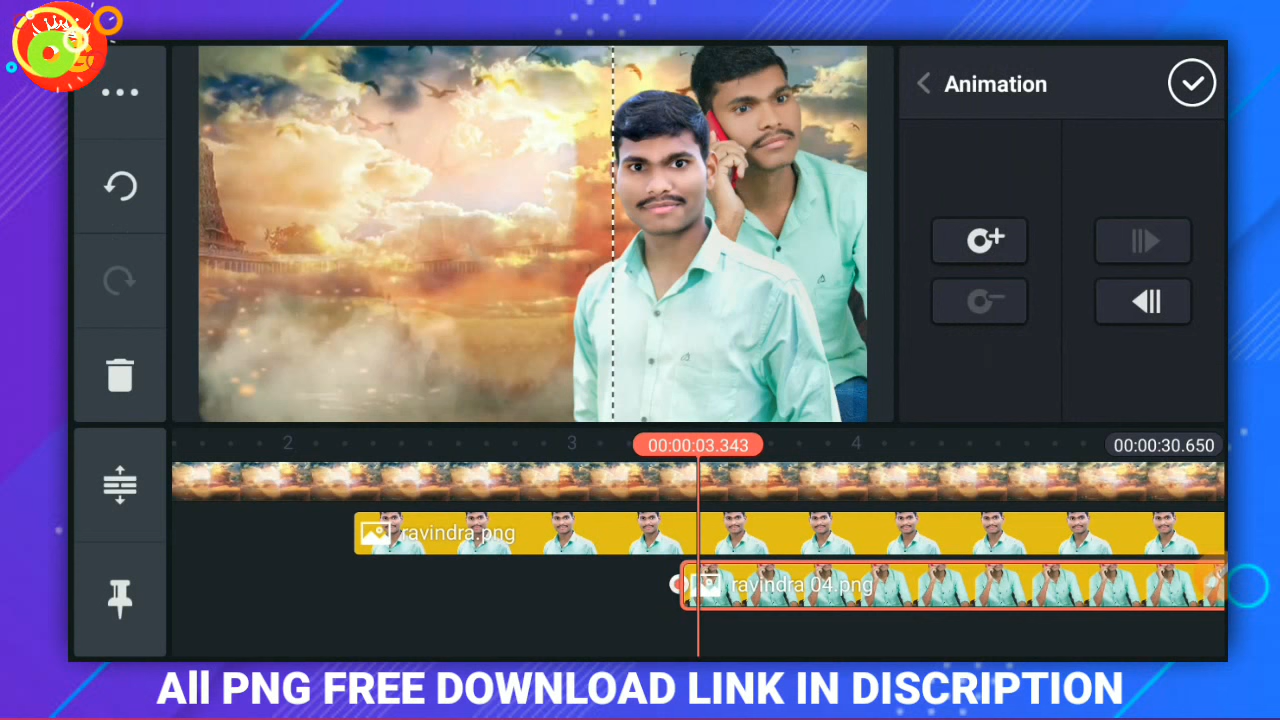 Animation
2
3
00:00:03.343
4
00:00:30.650
ravindra.png
ravindra 04.png
All PNG FREE DOWNLOAD LINK IN DISCRIPTION